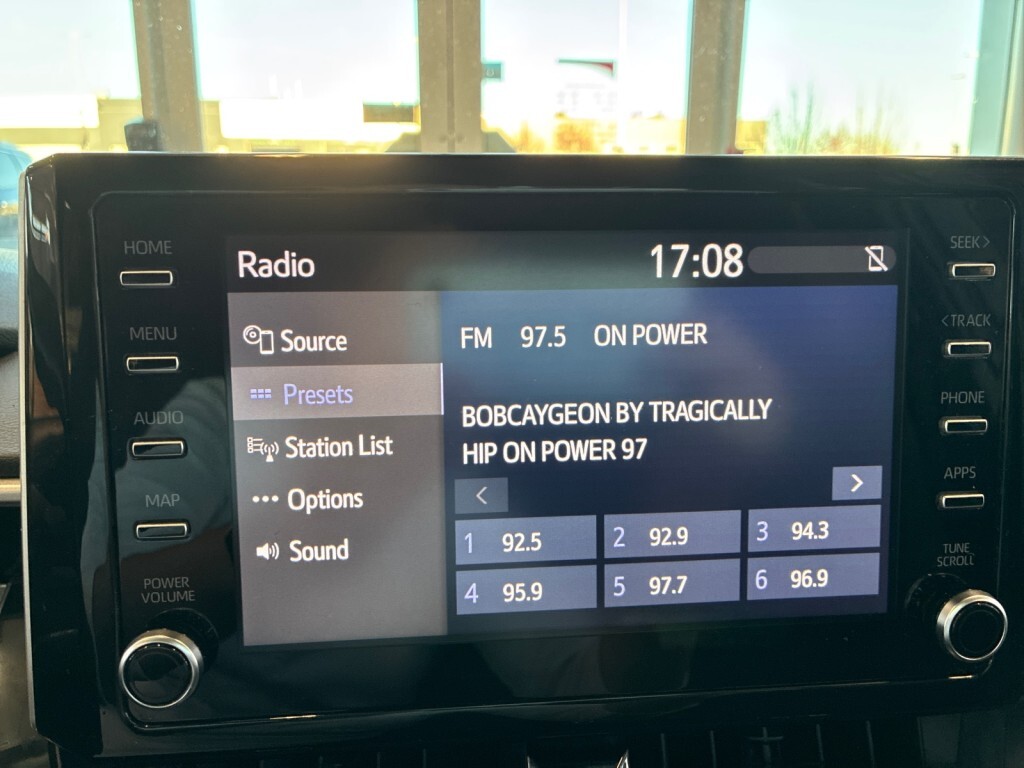 HOME
MENU
AUDIO
MAP
POWER
VOLUME
Radio
17:08
Source
Presets
Station List
Options
Sound
FM 97.5 ON POWER
BOBCAYGEON BY TRAGICALLY
HIP ON POWER 97
< >
1 92.5 2 92.9 3 94.3
4 95.9 5 97.7 6 96.9
SEEK>
<TRACK
PHONE
APPS
TUNE
SCROLL